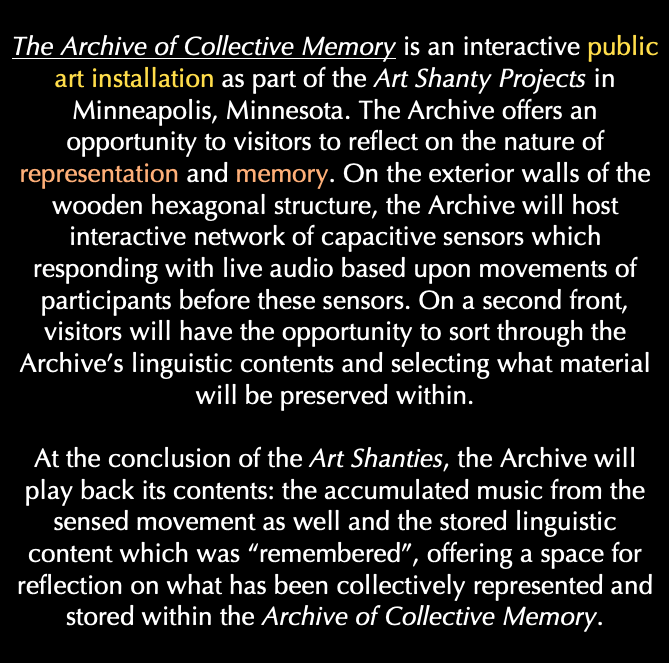 The Archive of Collective Memory is an interactive public
art installation as part of the Art Shanty Projects in
Minneapolis, Minnesota. The Archive offers an
opportunity to visitors to reflect on the nature of
representation and memory. On the exterior walls of the
wooden hexagonal structure, the Archive will host
interactive network of capacitive sensors which
responding with live audio based upon movements of
participants before these sensors. On a second front,
visitors will have the opportunity to sort through the
Archive’s linguistic contents and selecting what material
will be preserved within.
At the conclusion of the Art Shanties, the Archive will
play back its contents: the accumulated music from the
sensed movement as well and the stored linguistic
content which was “remembered”, offering a space for
reflection on what has been collectively represented and
stored within the Archive of Collective Memory.